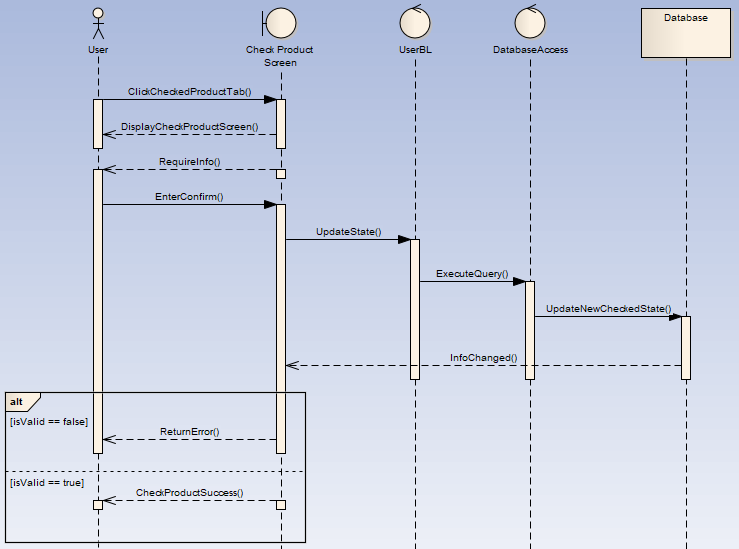 User
Check Product
Screen
UserBL
DatabaseAccess
Database
ClickCheckedProductTab()
DisplayCheckProductScreen()
RequireInfo()
EnterConfirm()
UpdateState()
ExecuteQuery()
UpdateNewCheckedState()
InfoChanged()
alt
[isValid == false]
ReturnError()
[isValid == true]
CheckProductSuccess()